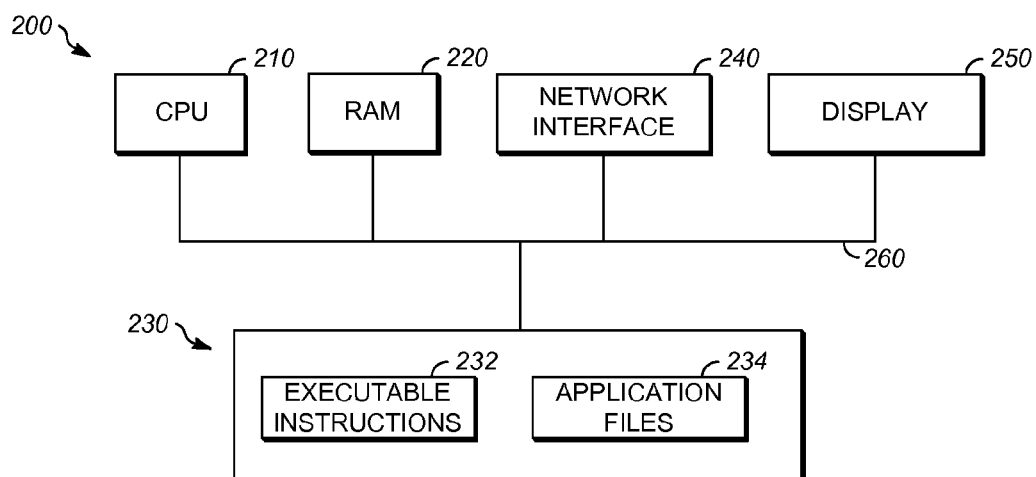 200
210
220
240
250
CPU
RAM
NETWORK
INTERFACE
DISPLAY
260
230
232
234
EXECUTABLE
INSTRUCTIONS
APPLICATION
FILES